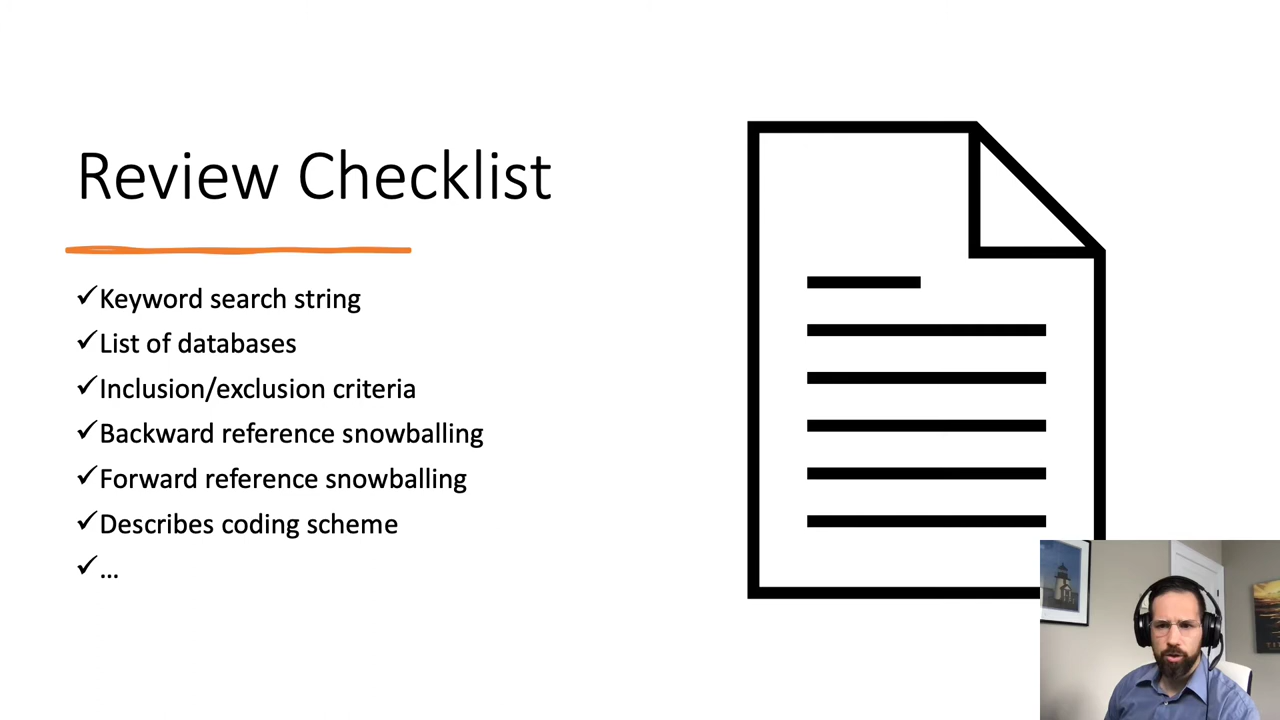 Review Checklist
✓Keyword search string
✓List of databases
✓Inclusion/exclusion criteria
✓Backward reference snowballing
✓Forward reference snowballing
✓Describes coding scheme
✓...